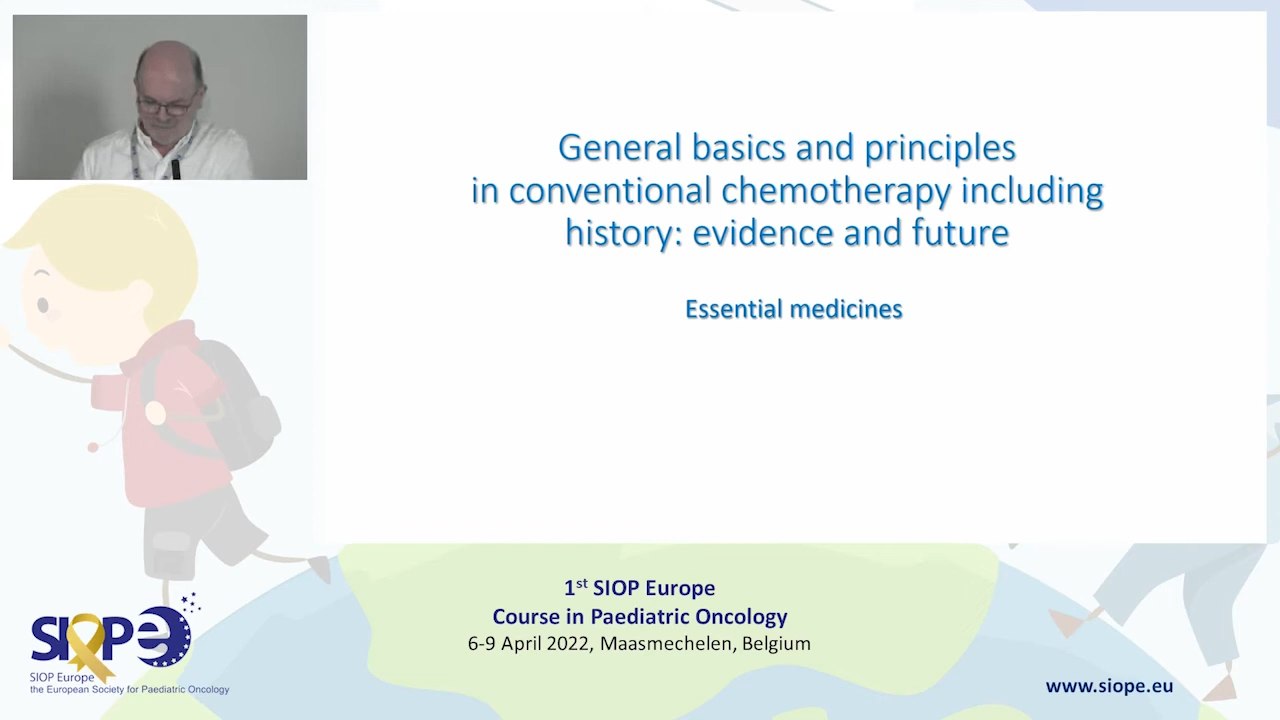 General basics and principles
in conventional chemotherapy including
history: evidence and future
Essential medicines
1st SIOP Europe
Course in Paediatric Oncology
6-9 April 2022, Maasmechelen, Belgium
SIOPe
SIOP Europe
the European Society for Paediatric Oncology
www.siope.eu